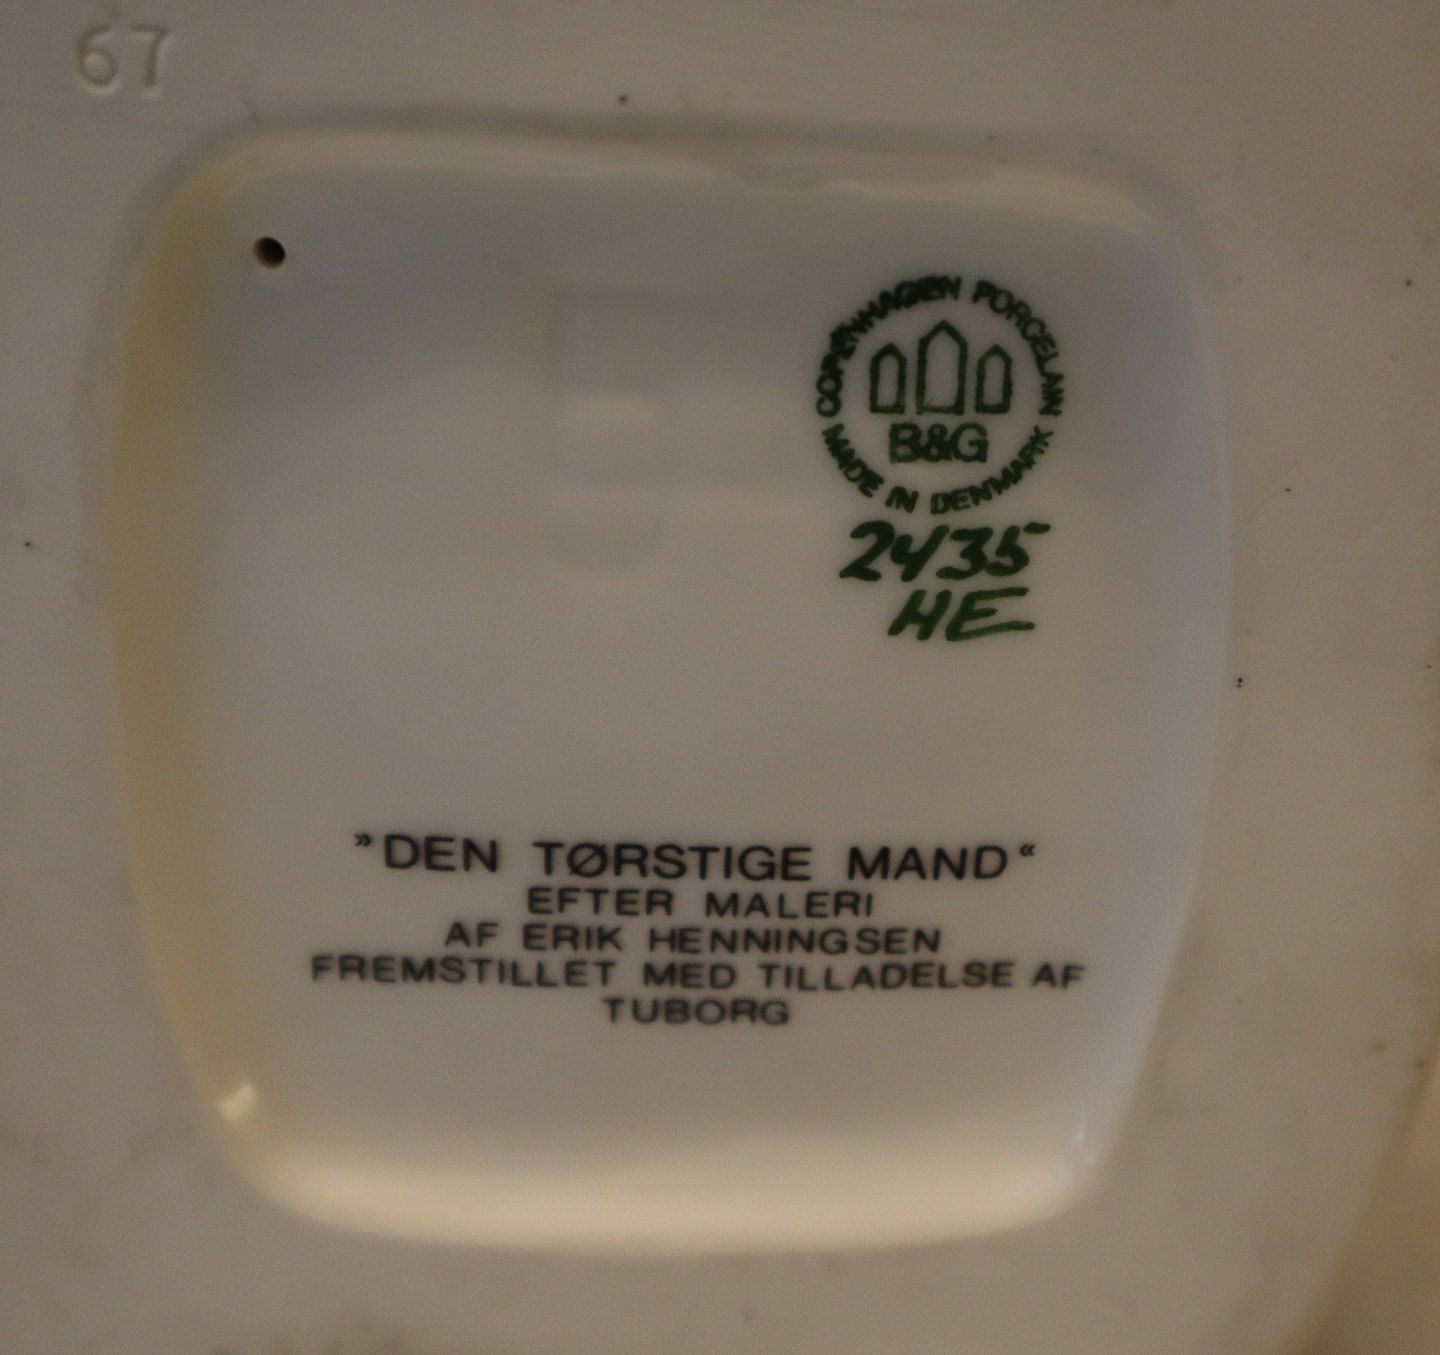 67
COPENHAGEN PORCELAIN
B&G
MADE IN DENMARK
2435
HE
»DEN TØRSTIGE MAND«
EFTER MALERI
AF ERIK HENNINGSEN
FREMSTILLET MED TILLADELSE AF
TUBORG